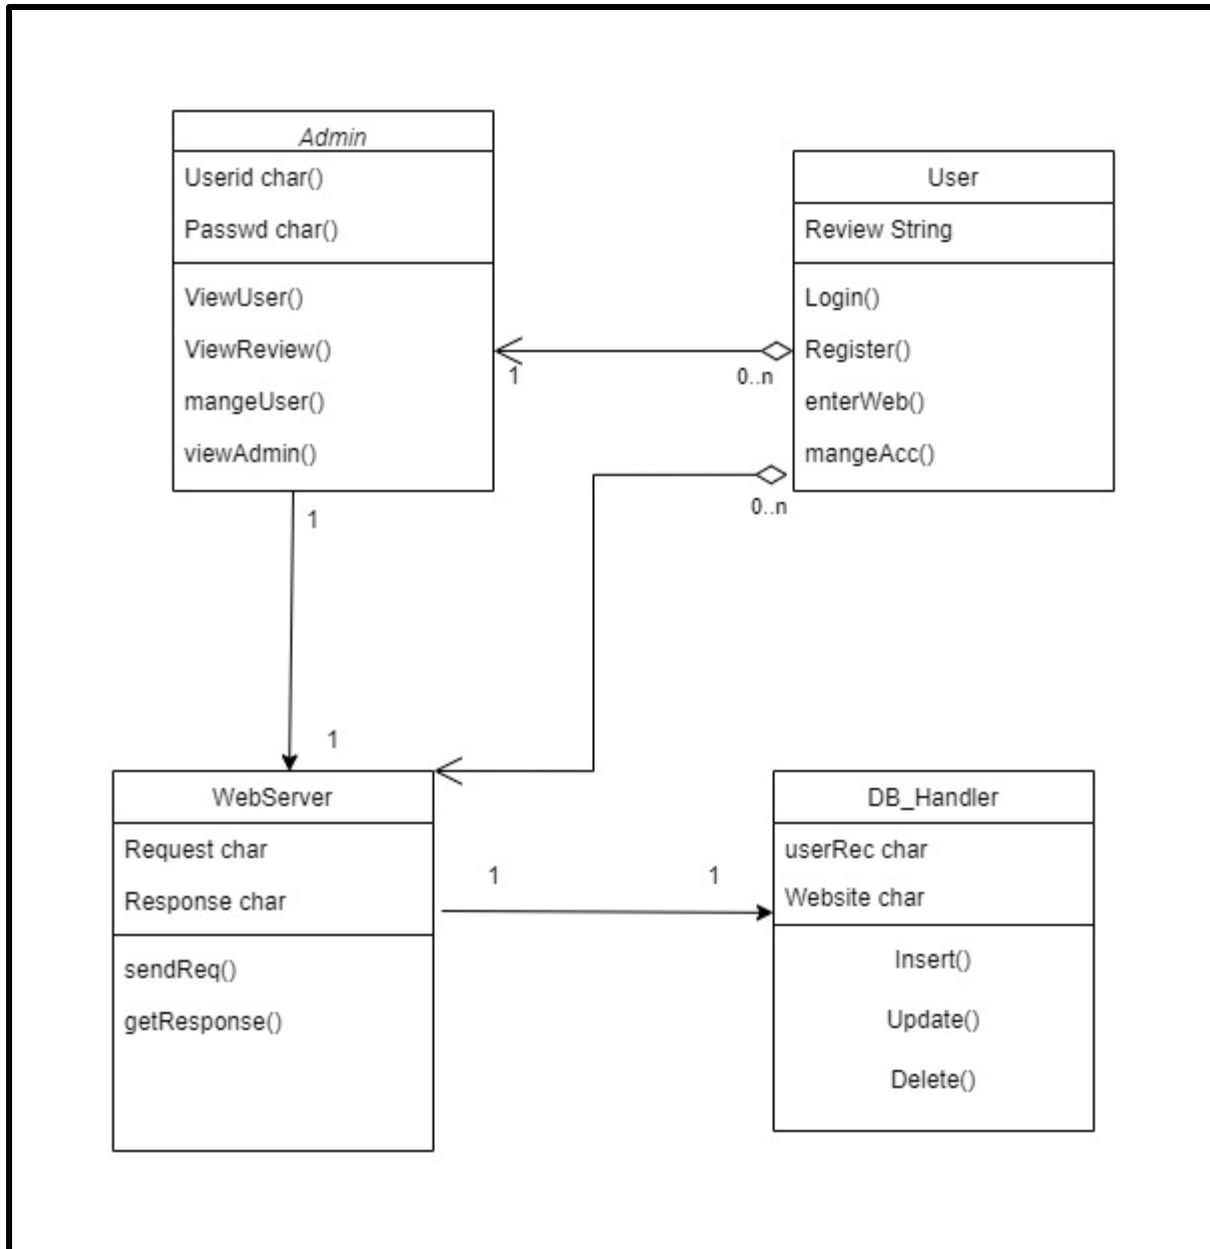 Admin
Userid char()
Passwd char()
ViewUser()
ViewReview()
mangeUser()
viewAdmin()
User
Review String
Login()
Register()
enterWeb()
mangeAcc()
1
0..n
0..n
1
1
WebServer
Request char
Response char
sendReq()
getResponse()
1
1
DB_Handler
userRec char
Website char
Insert()
Update()
Delete()